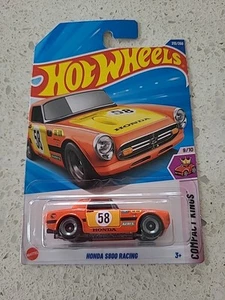 HOT WHEELS
58
HONDA
9/10
COMPACT KINGS
58
HONDA
HONDA S800 RACING
3+